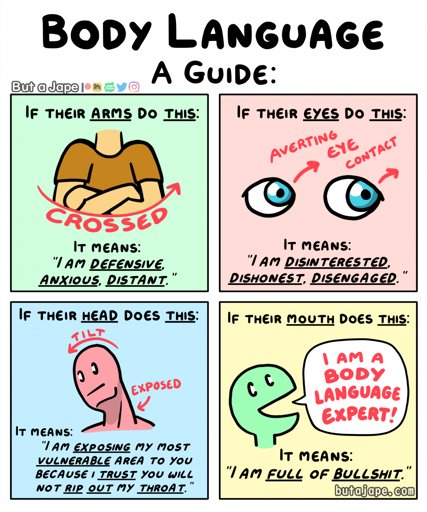 BODY LANGUAGE
A GUIDE:
But a Jape
IF THEIR ARMS DO THIS:
CROSSED
IT MEANS:
"I AM DEFENSIVE,
ANXIOUS, DISTANT."
IF THEIR EYES DO THIS:
AVERTING EYE CONTACT
IT MEANS:
"I AM DISINTERESTED,
DISHONEST, DISENGAGED."
IF THEIR HEAD DOES THIS:
TILT
EXPOSED
IT MEANS:
"I AM EXPOSING MY MOST
VULNERABLE AREA TO YOU
BECAUSE I TRUST YOU WILL
NOT RIP OUT MY THROAT."
IF THEIR MOUTH DOES THIS:
I AM A
BODY
LANGUAGE
EXPERT!
IT MEANS:
"I AM FULL OF BULLSHIT."
butajape.com